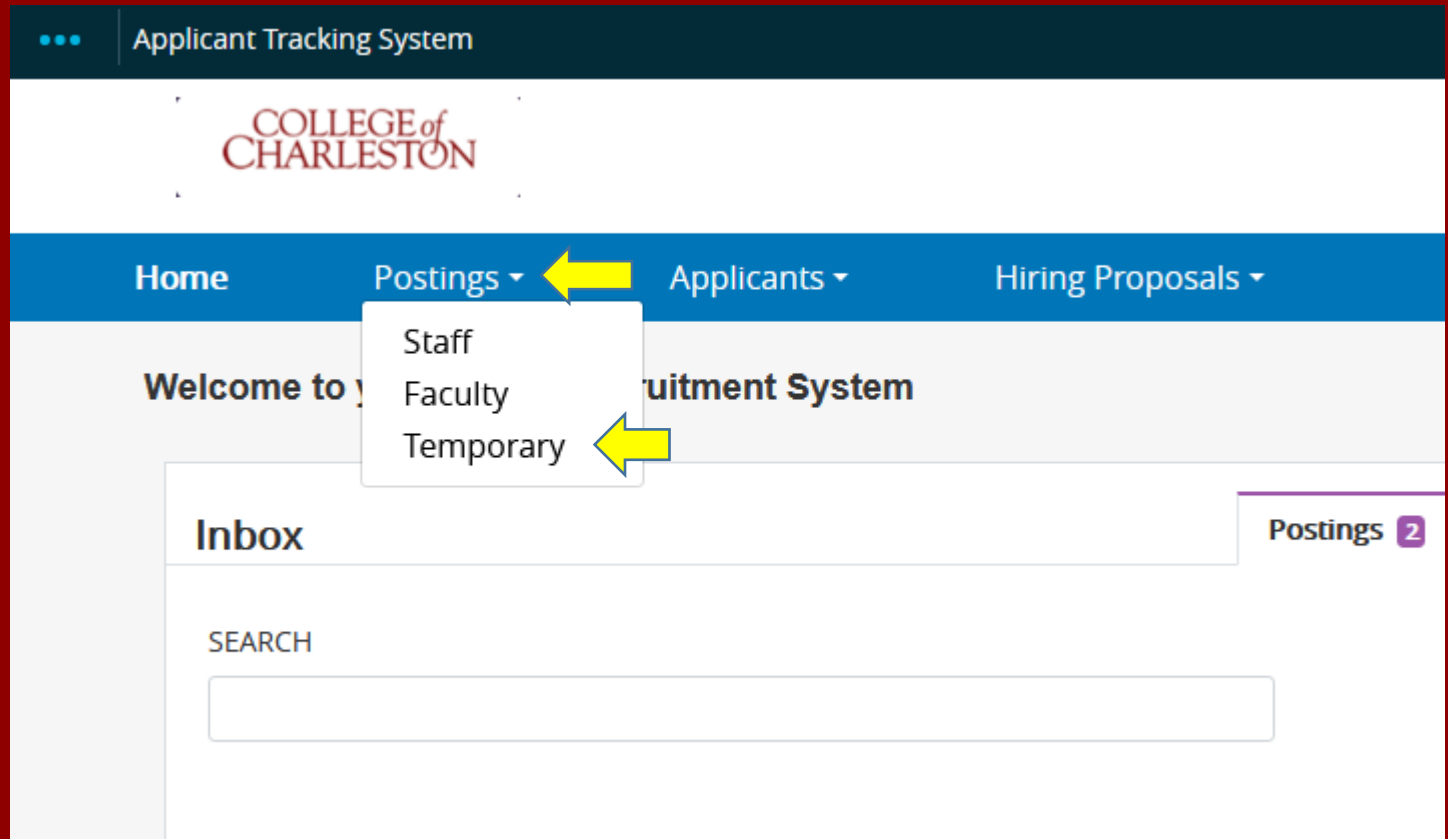 Applicant Tracking System
COLLEGE of
CHARLESTON
Home Postings Applicants Hiring Proposals
Staff
Faculty
Temporary
Welcome to y ruitment System
Inbox
Postings 2
SEARCH